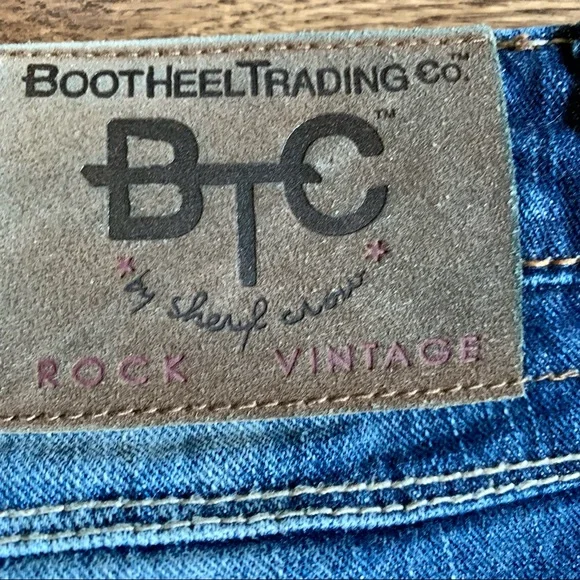 BOOTHEELTRADING CO.™
BTC™
by sheryl crow
ROCK VINTAGE